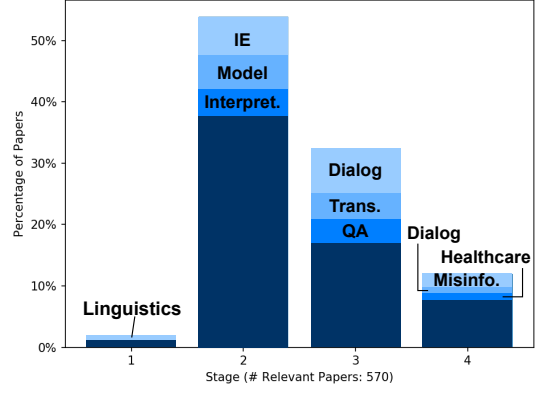 Percentage of Papers
50%
40%
30%
20%
10%
0%
IE
Model
Interpret.
Dialog
Trans.
QA
Dialog
Healthcare
Misinfo.
Linguistics
1 2 3 4
Stage (# Relevant Papers: 570)